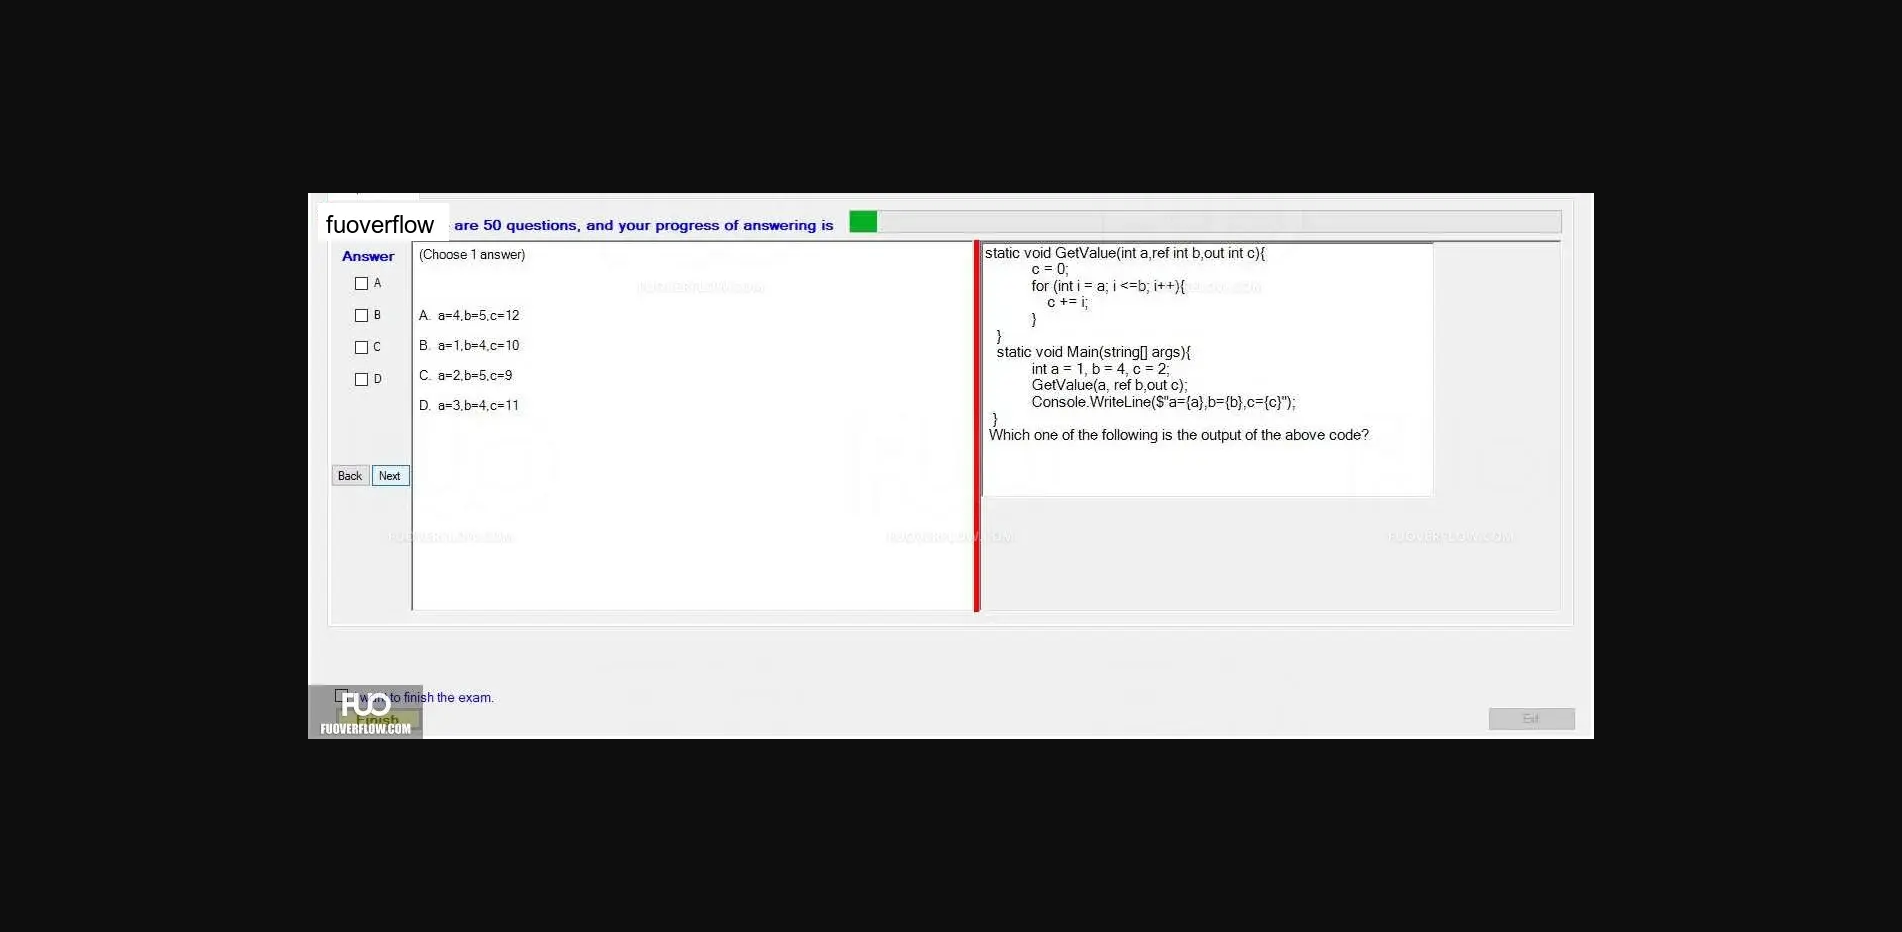 fuoverflow are 50 questions, and your progress of answering is
Answer
A
B
C
D
Back Next
(Choose 1 answer)
A. a=4,b=5,c=12
B. a=1,b=4,c=10
C. a=2,b=5,c=9
D. a=3,b=4,c=11
static void GetValue(int a,ref int b,out int c){
c = 0;
for (int i = a; i <=b; i++){
c += i;
}
}
static void Main(string[] args){
int a = 1, b = 4, c = 2;
GetValue(a, ref b,out c);
Console.WriteLine($"a={a},b={b},c={c}");
}
Which one of the following is the output of the above code?
FUOVERFLOW.COM
FUOVERFLOW.COM
FUOVERFLOW.COM
FUOVERFLOW.COM
FUOVERFLOW.COM
I want to finish the exam.
FUO
Finish
FUOVERFLOW.COM
Exit